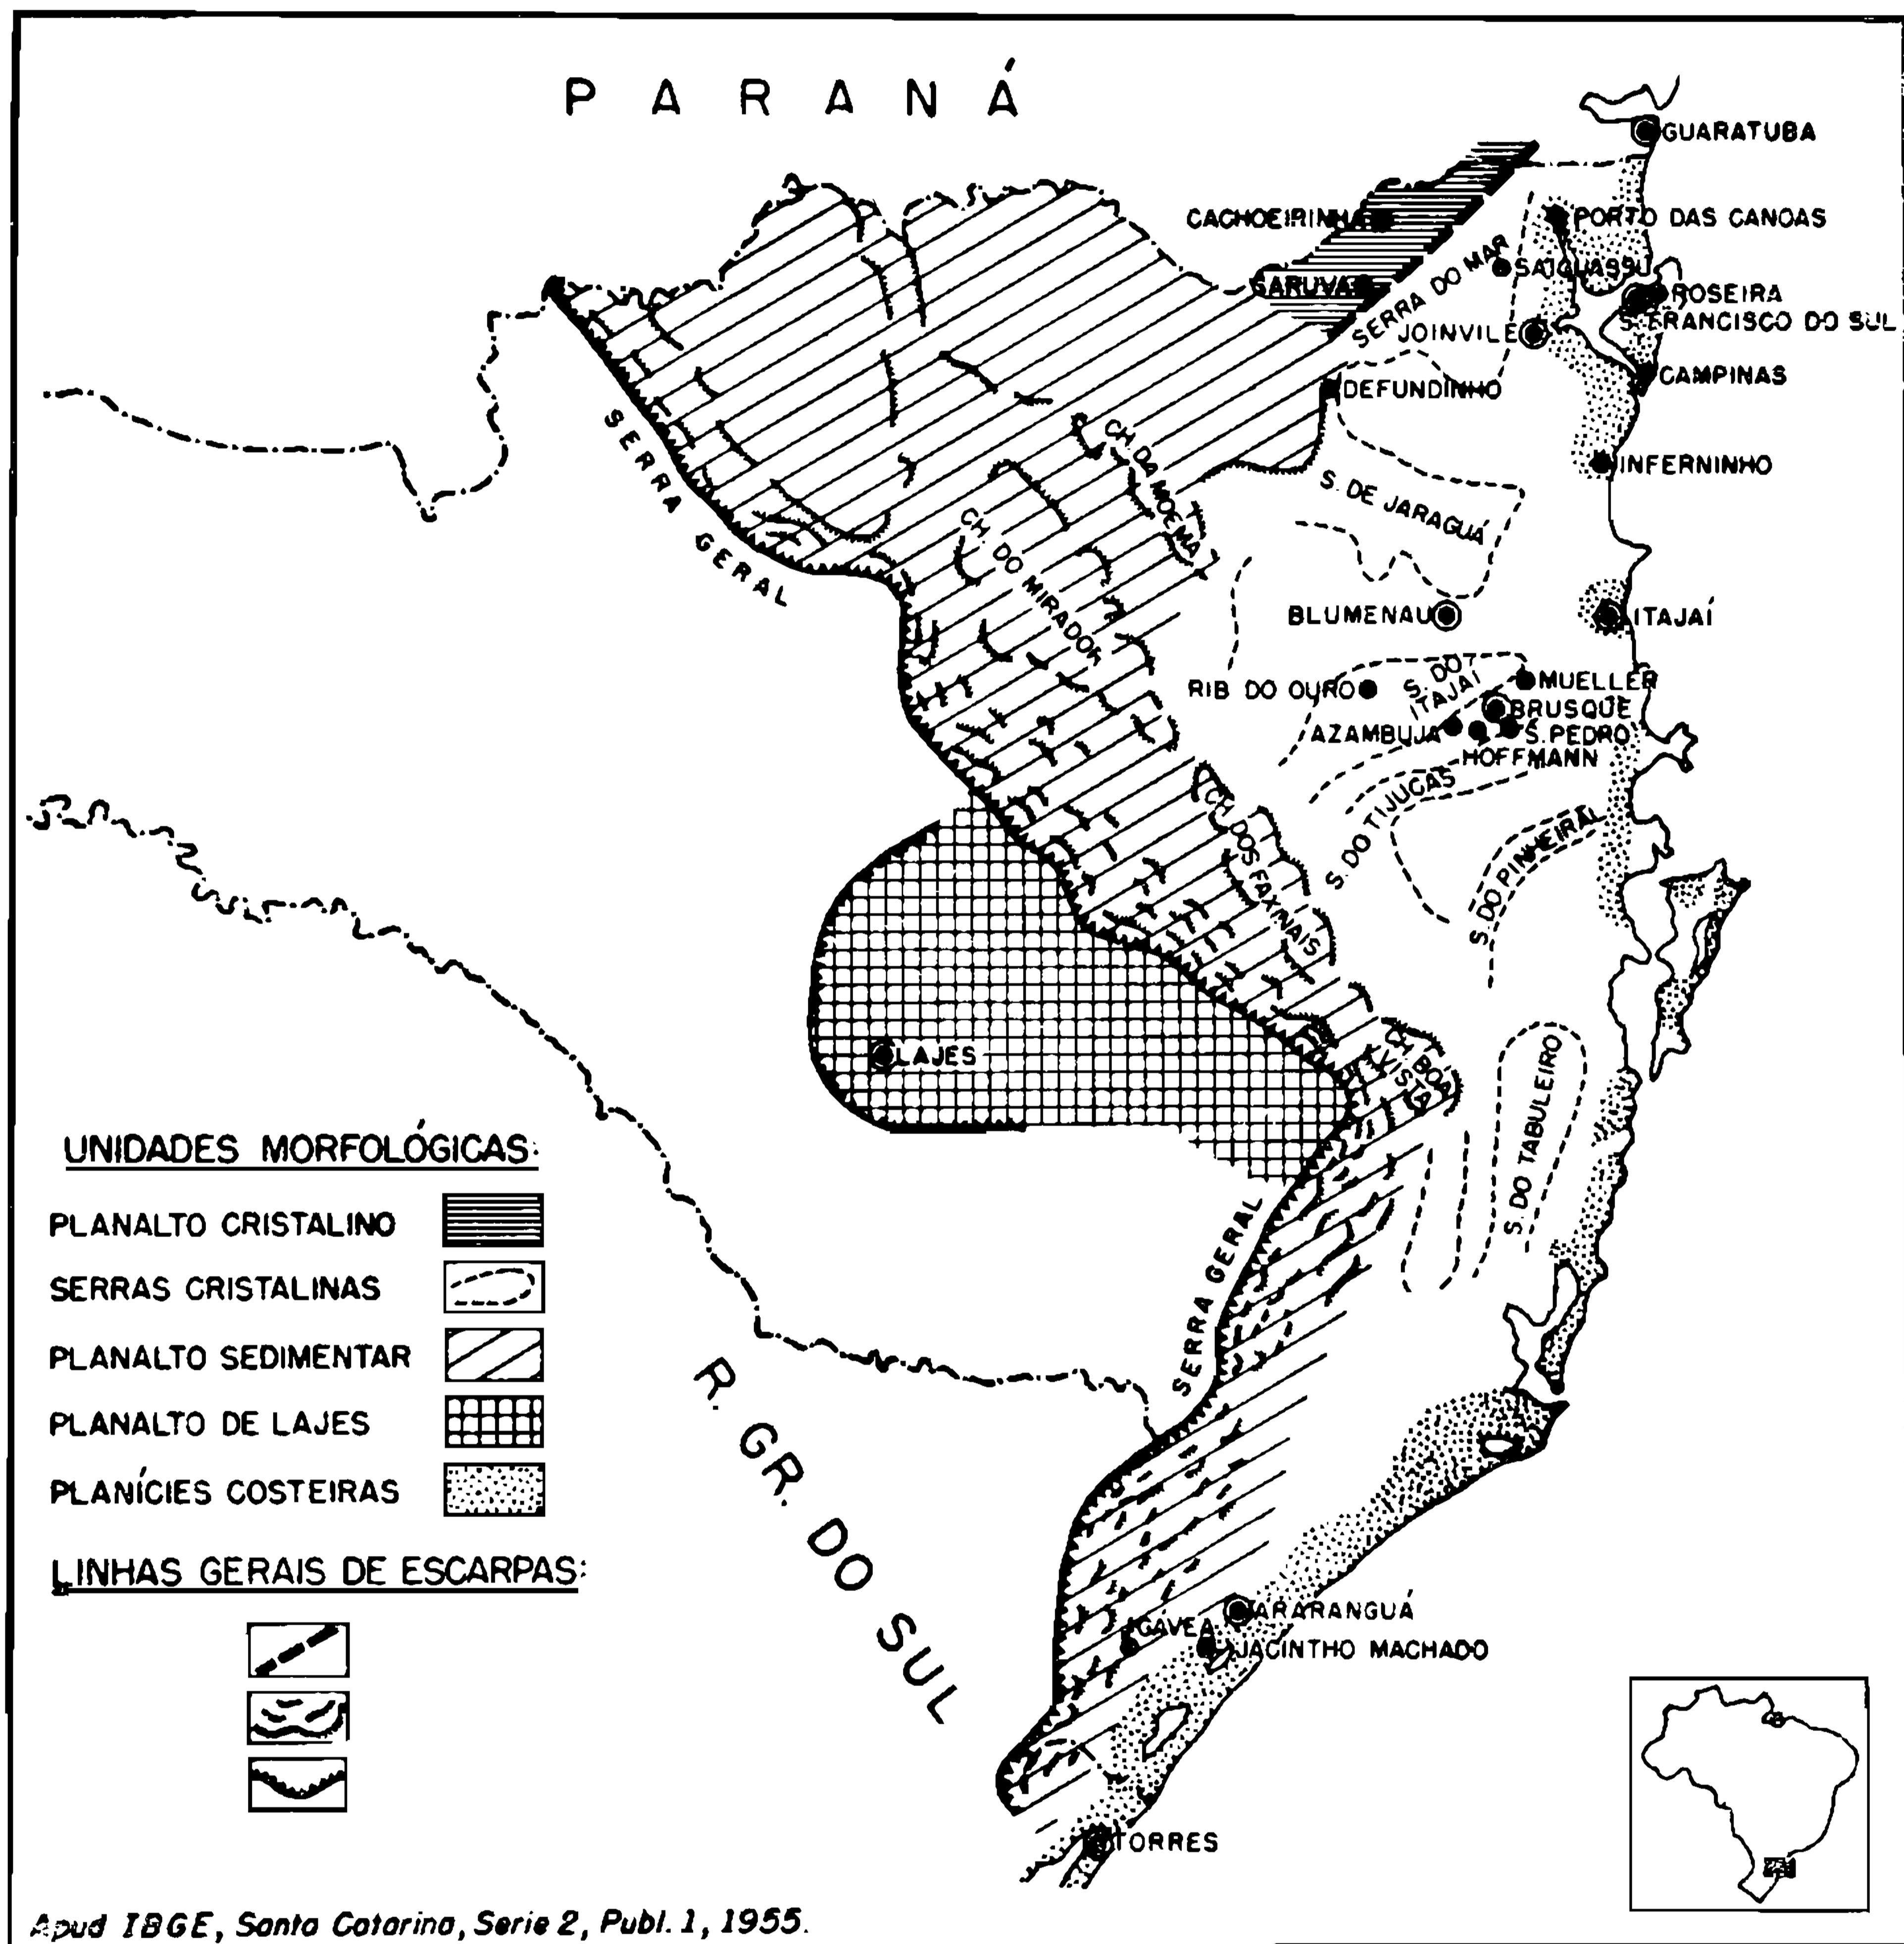 PARANÁ
GUARATUBA
CACHOEIRINHA
PORTO DAS CANOAS
SERRA DO MAR
SAIGUASSU
SARUVA
ROSEIRA
S. FRANCISCO DO SUL
JOINVILE
CAMPINAS
DEFUNDINHO
SERRA GERAL
CH. DA MOEMA
INFERNINHO
S. DE JARAGUÁ
CH. DO MIRADOR
BLUMENAU
ITAJAÍ
S. DO ITAJAÍ
RIB DO OURO
MUELLER
BRUSQUE
AZAMBUJA
S. PEDRO
HOFFMANN
S. DO TIJUCAS
CH. DOS FAXINAIS
S. DO PINHEIRAL
LAJES
CH. BOA VISTA
S. DO TABULEIRO
SERRA GERAL
R. GR. DO SUL
ARARANGUÁ
GÁVEA
JACINTHO MACHADO
TORRES
UNIDADES MORFOLÓGICAS:
PLANALTO CRISTALINO
SERRAS CRISTALINAS
PLANALTO SEDIMENTAR
PLANALTO DE LAJES
PLANÍCIES COSTEIRAS
LINHAS GERAIS DE ESCARPAS:
Apud IBGE, Santa Catarina, Serie 2, Publ. 1, 1955.